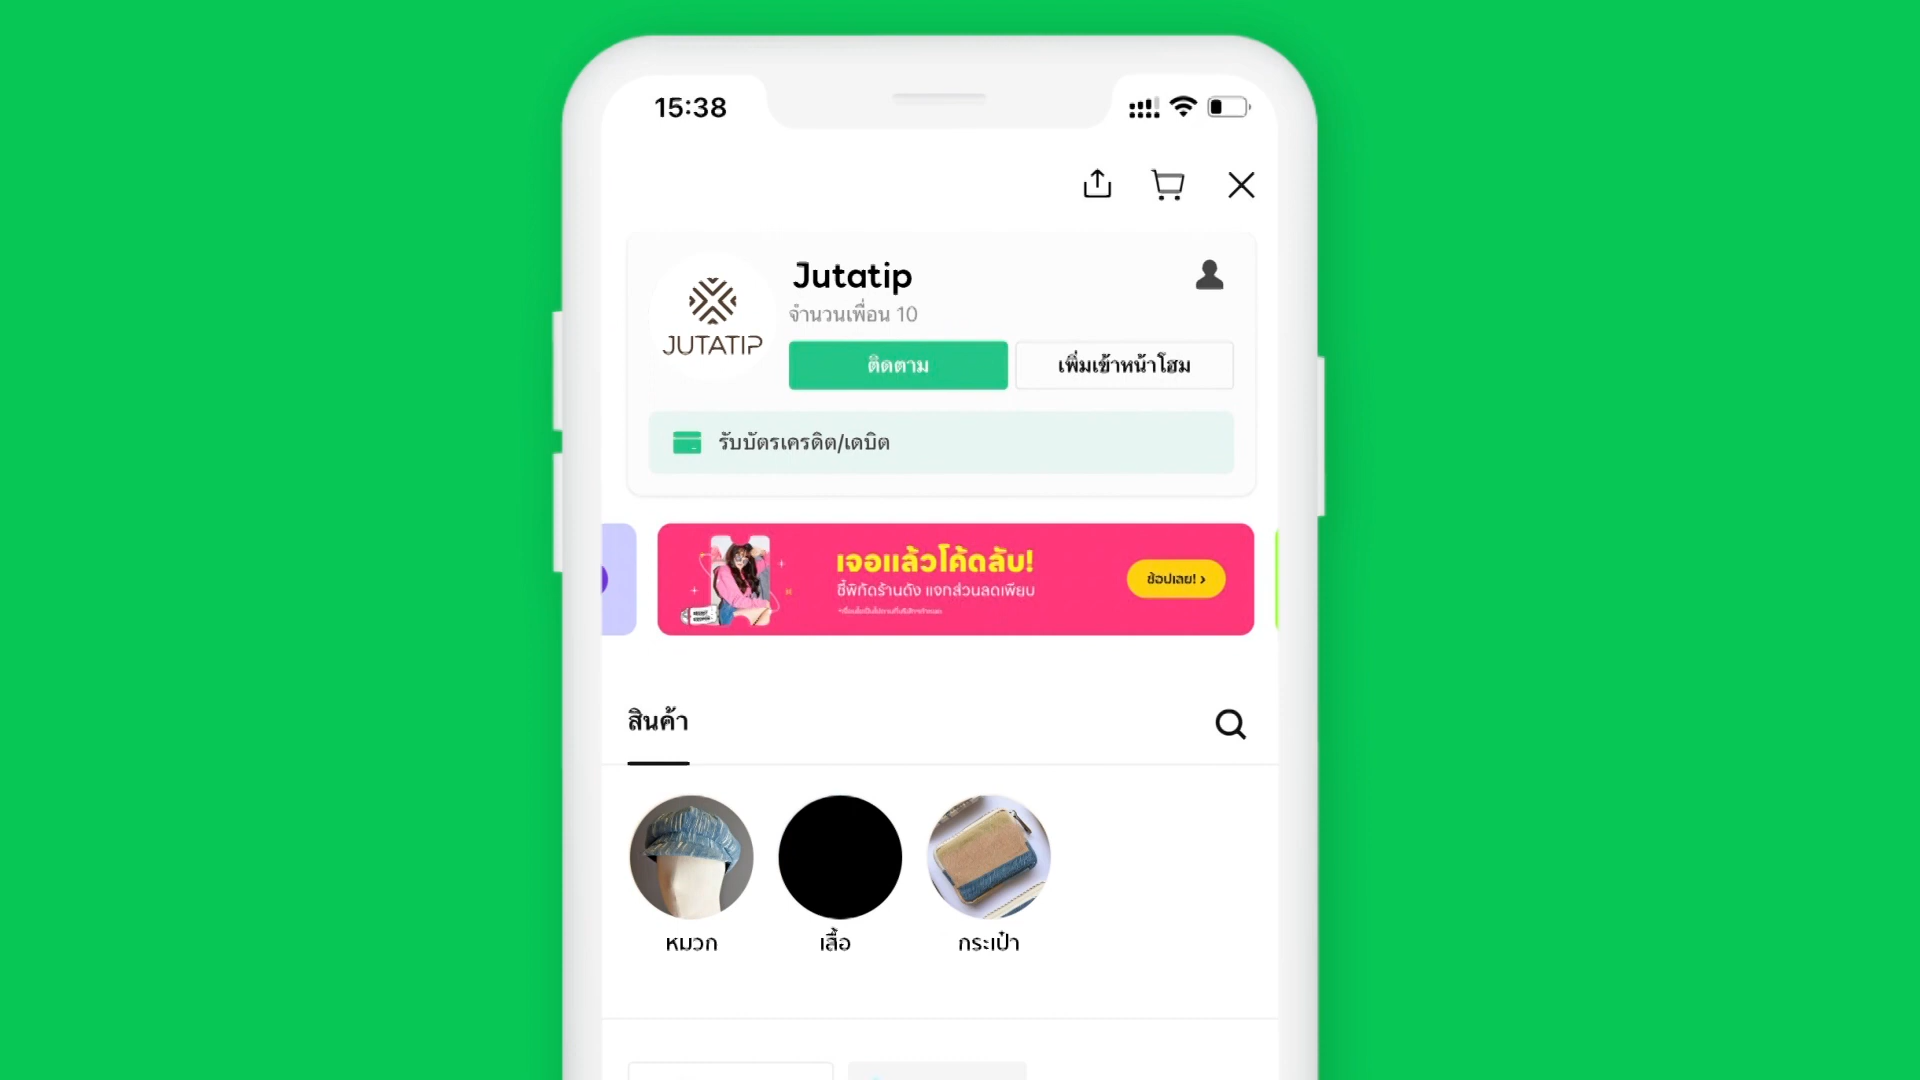 15:38
Jutatip
จำนวนเพื่อน 10
JUTATIP
ติดตาม
เพิ่มเข้าหน้าโฮม
รับบัตรเครดิต/เดบิต
เจอแล้วโค้ดลับ!
ชี้พิกัดร้านดัง แจกส่วนลดเพียบ
ช้อปเลย! ›
สินค้า
หมวก
เสื้อ
กระเป๋า